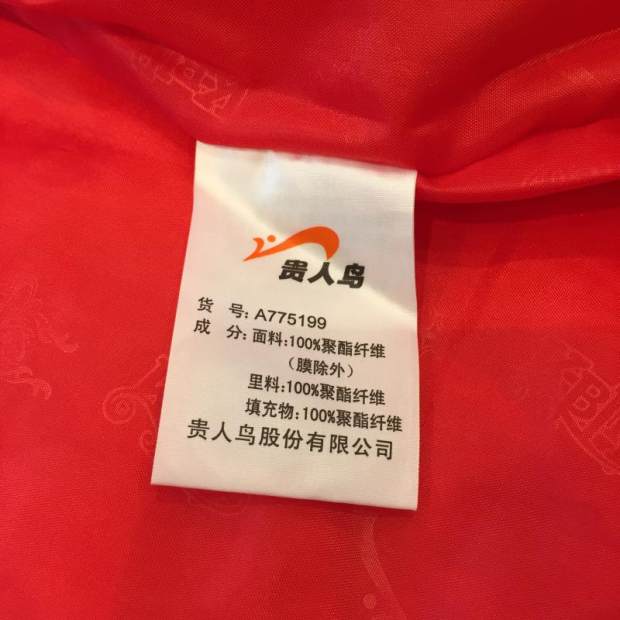 贵人鸟
货 号: A775199
成 分: 面料:100%聚酯纤维
（膜除外）
里料:100%聚酯纤维
填充物:100%聚酯纤维
贵人鸟股份有限公司